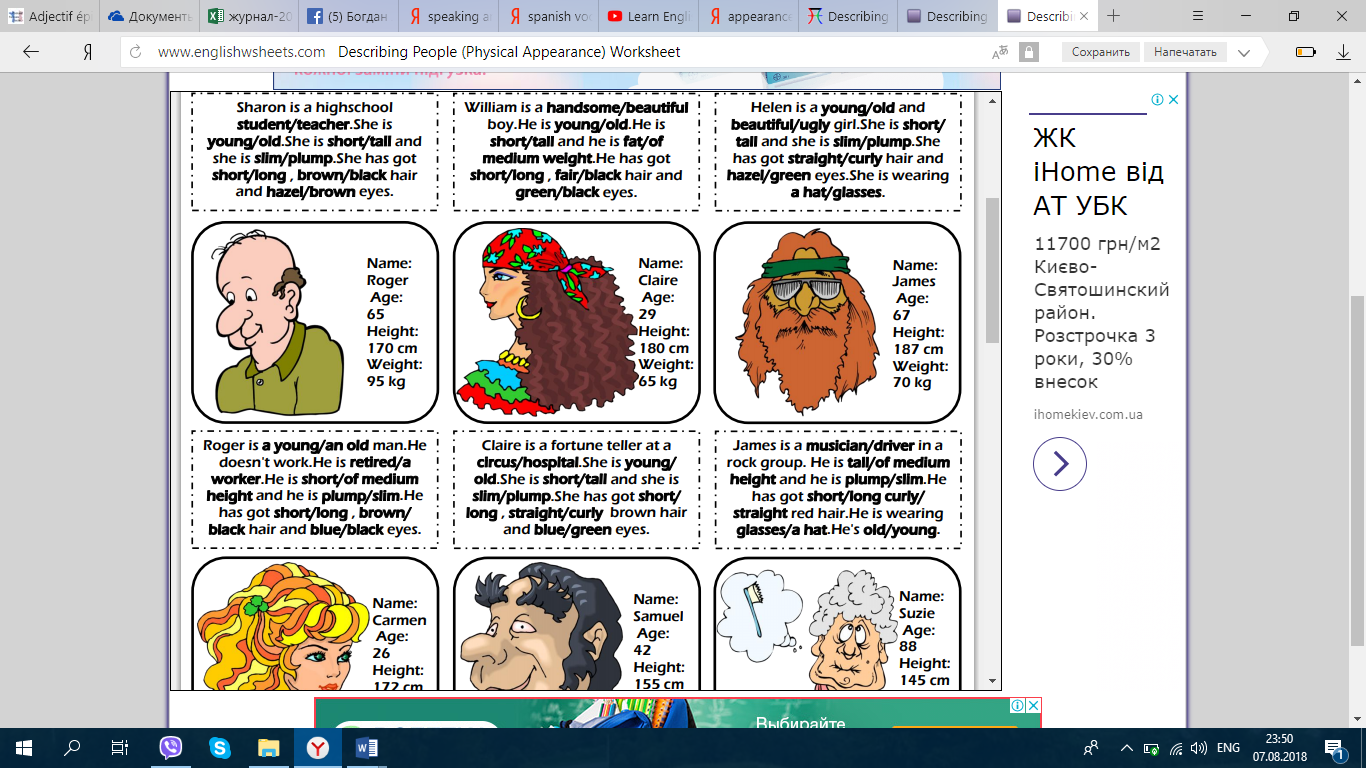 Adjectif ép
Документы
журнал-20
(5) Богдан
speaking ar
spanish voc
Learn Engli
appearance
Describing
Describing
Describi
www.englishwsheets.com Describing People (Physical Appearance) Worksheet
Сохранить
Напечатать
кожної заміни підгузка.
Sharon is a highschool
student/teacher.She is
young/old.She is short/tall and
she is slim/plump.She has got
short/long , brown/black hair
and hazel/brown eyes.
William is a handsome/beautiful
boy.He is young/old.He is
short/tall and he is fat/of
medium weight.He has got
short/long , fair/black hair and
green/black eyes.
Helen is a young/old and
beautiful/ugly girl.She is short/
tall and she is slim/plump.She
has got straight/curly hair and
hazel/green eyes.She is wearing
a hat/glasses.
Name:
Roger
Age:
65
Height:
170 cm
Weight:
95 kg
Name:
Claire
Age:
29
Height:
180 cm
Weight:
65 kg
Name:
James
Age:
67
Height:
187 cm
Weight:
70 kg
Roger is a young/an old man.He
doesn't work.He is retired/a
worker.He is short/of medium
height and he is plump/slim.He
has got short/long , brown/
black hair and blue/black eyes.
Claire is a fortune teller at a
circus/hospital.She is young/
old.She is short/tall and she is
slim/plump.She has got short/
long , straight/curly brown hair
and blue/green eyes.
James is a musician/driver in a
rock group. He is tall/of medium
height and he is plump/slim.He
has got short/long curly/
straight red hair.He is wearing
glasses/a hat.He's old/young.
Name:
Carmen
Age:
26
Height:
172 cm
Name:
Samuel
Age:
42
Height:
155 cm
Name:
Suzie
Age:
88
Height:
145 cm
ЖК
iHome від
АТ УБК
11700 грн/м2
Києво-
Святошинский
район.
Розстрочка 3
роки, 30%
внесок
ihomekiev.com.ua
Выбирайте
ENG
23:50
07.08.2018
1